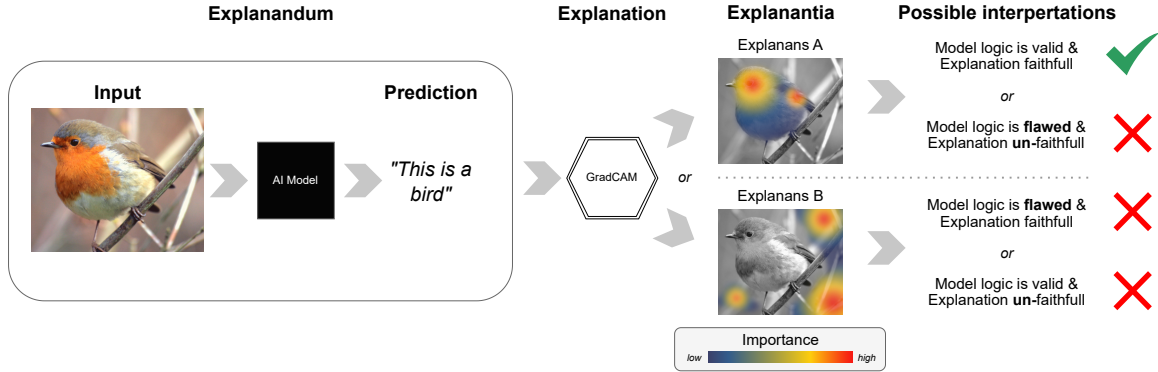 Explanandum
Explanation
Explanantia
Possible interpertations
Input
Prediction
AI Model
"This is a
bird"
GradCAM
or
Explanans A
Model logic is valid &
Explanation faithfull
or
Model logic is flawed &
Explanation un-faithfull
Explanans B
Model logic is flawed &
Explanation faithfull
or
Model logic is valid &
Explanation un-faithfull
Importance
low
high